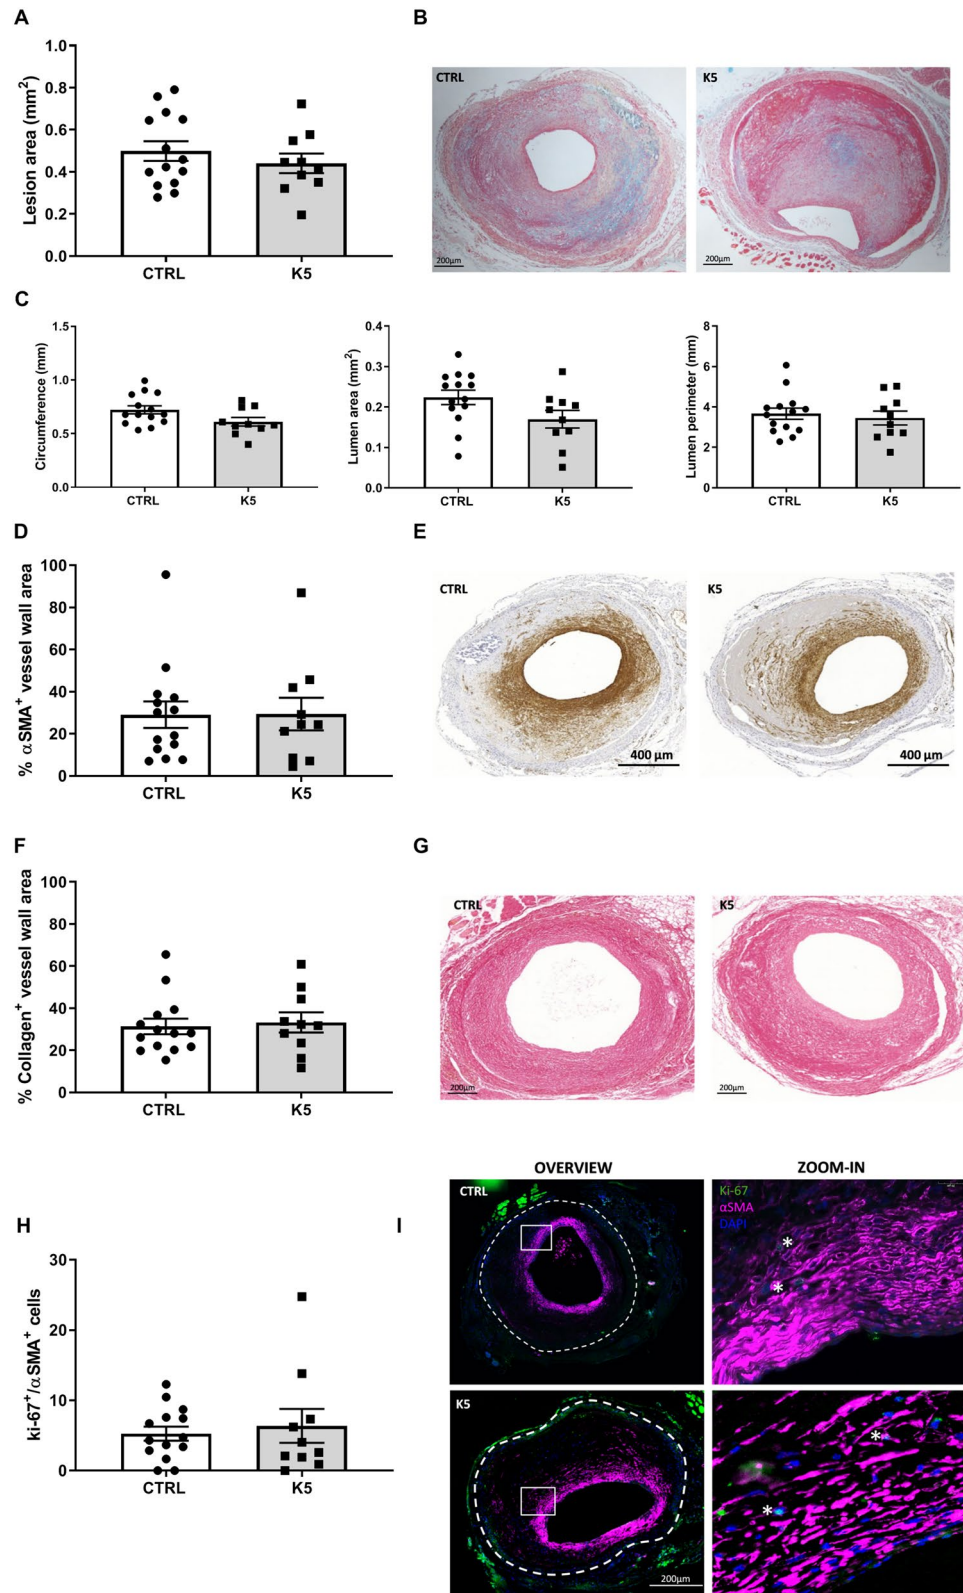 A
Lesion area (mm²)
1.0
0.8
0.6
0.4
0.2
0.0
CTRL
K5
B
CTRL
200μm
K5
200μm
C
Circumference (mm)
1.5
1.0
0.5
0.0
CTRL
K5
Lumen area (mm²)
0.4
0.3
0.2
0.1
0.0
CTRL
K5
Lumen perimeter (mm)
8
6
4
2
0
CTRL
K5
D
% αSMA⁺ vessel wall area
100
80
60
40
20
0
CTRL
K5
E
CTRL
400 μm
K5
400 μm
F
% Collagen⁺ vessel wall area
100
80
60
40
20
0
CTRL
K5
G
CTRL
200μm
K5
200μm
H
ki-67⁺/αSMA⁺ cells
30
20
10
0
CTRL
K5
I
OVERVIEW
ZOOM-IN
CTRL
Ki-67
αSMA
DAPI
*
*
K5
200μm
*
*